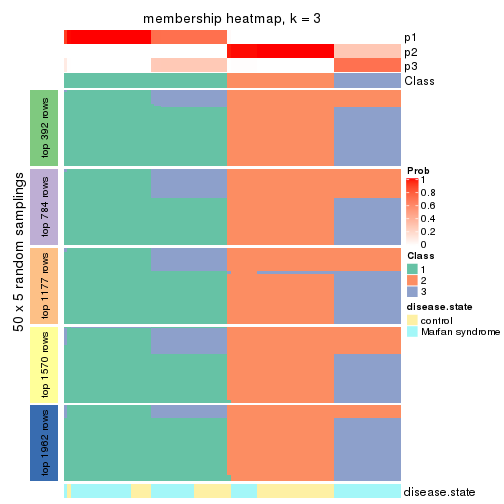 membership heatmap, k = 3
p1
p2
p3
Class
50 x 5 random samplings
top 392 rows
top 784 rows
top 1177 rows
top 1570 rows
top 1962 rows
Prob
1
0.8
0.6
0.4
0.2
0
Class
1
2
3
disease.state
control
Marfan syndrome
disease.state